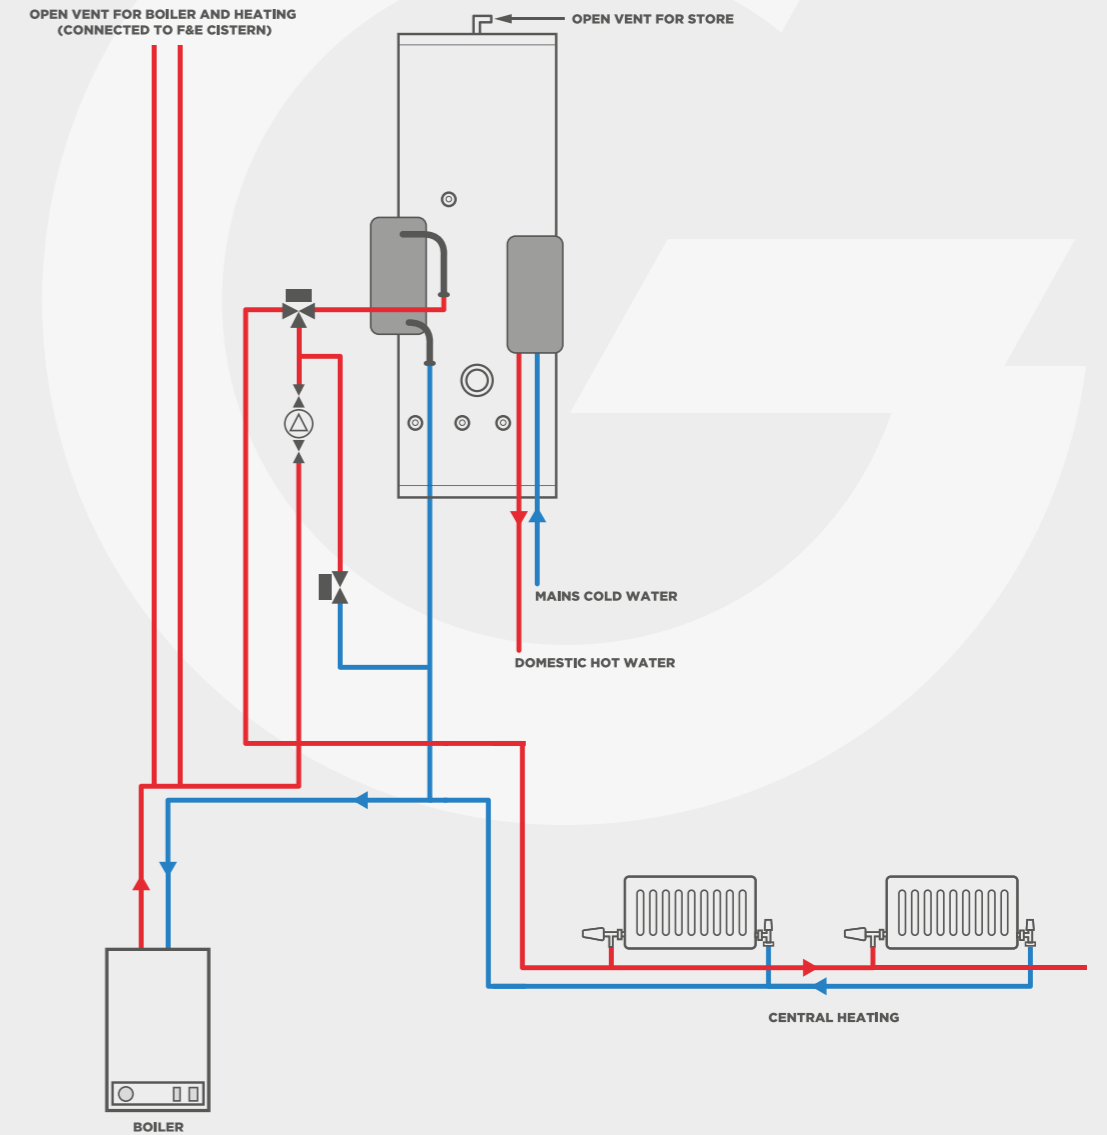 OPEN VENT FOR BOILER AND HEATING
(CONNECTED TO F&E CISTERN)
OPEN VENT FOR STORE
MAINS COLD WATER
DOMESTIC HOT WATER
CENTRAL HEATING
BOILER